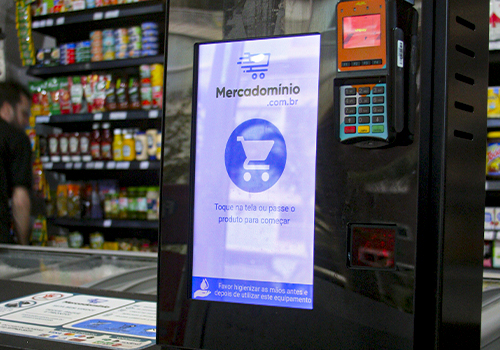 Mercadomínio
.com.br
Toque na tela ou passe o
produto para começar
Favor higienizar as mãos antes e
depois de utilizar este equipamento